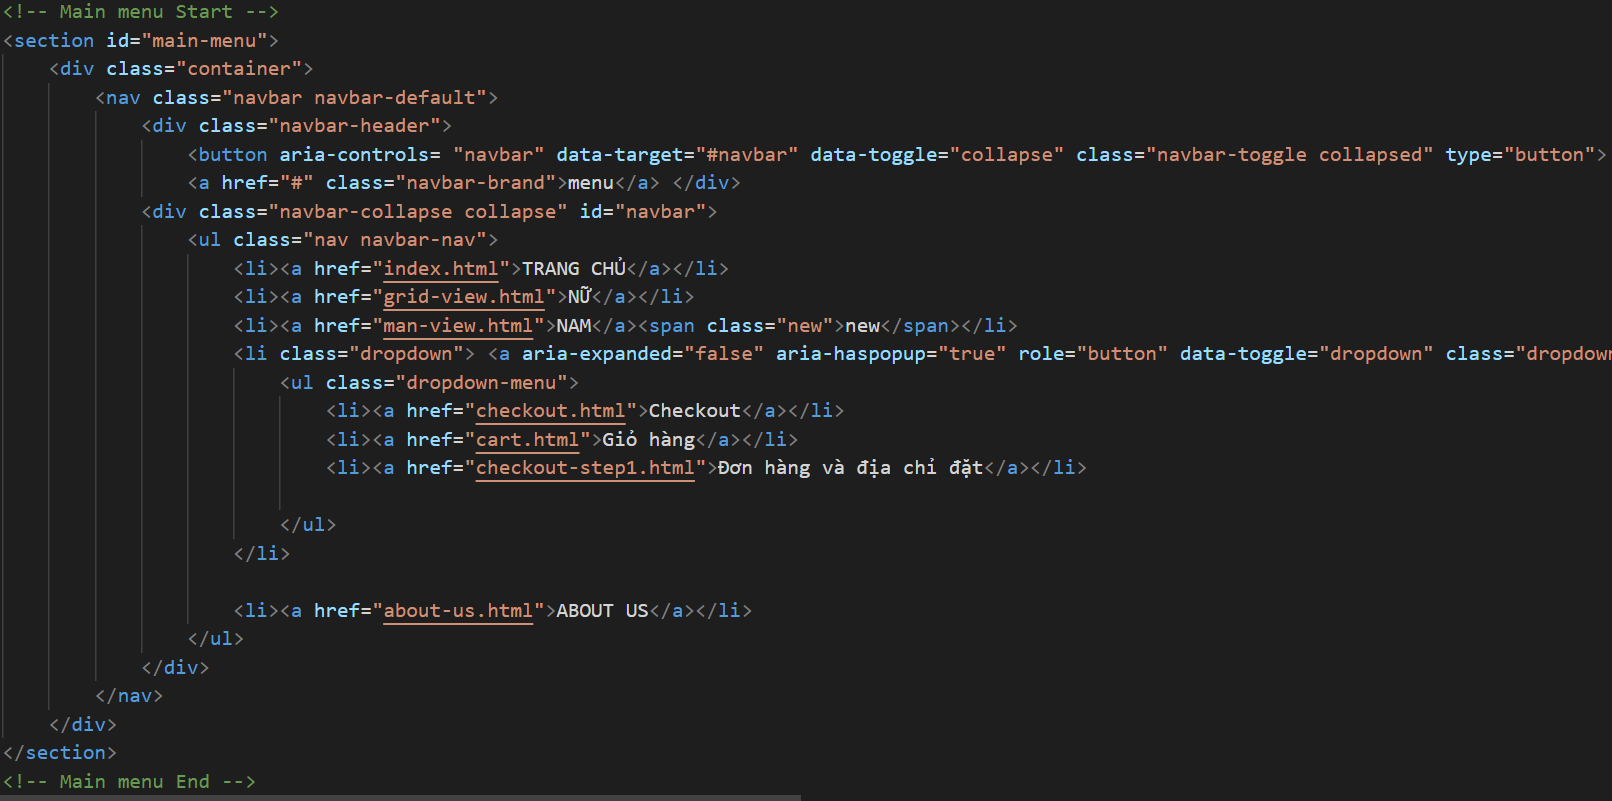 <!-- Main menu Start -->
<section id="main-menu">
<div class="container">
<nav class="navbar navbar-default">
<div class="navbar-header">
<button aria-controls= "navbar" data-target="#navbar" data-toggle="collapse" class="navbar-toggle collapsed" type="button">
<a href="#" class="navbar-brand">menu</a> </div>
<div class="navbar-collapse collapse" id="navbar">
<ul class="nav navbar-nav">
<li><a href="index.html">TRANG CHỦ</a></li>
<li><a href="grid-view.html">NỮ</a></li>
<li><a href="man-view.html">NAM</a><span class="new">new</span></li>
<li class="dropdown"> <a aria-expanded="false" aria-haspopup="true" role="button" data-toggle="dropdown" class="dropdown
<ul class="dropdown-menu">
<li><a href="checkout.html">Checkout</a></li>
<li><a href="cart.html">Giỏ hàng</a></li>
<li><a href="checkout-step1.html">Đơn hàng và địa chỉ đặt</a></li>
</ul>
</li>
<li><a href="about-us.html">ABOUT US</a></li>
</ul>
</div>
</nav>
</div>
</section>
<!-- Main menu End -->